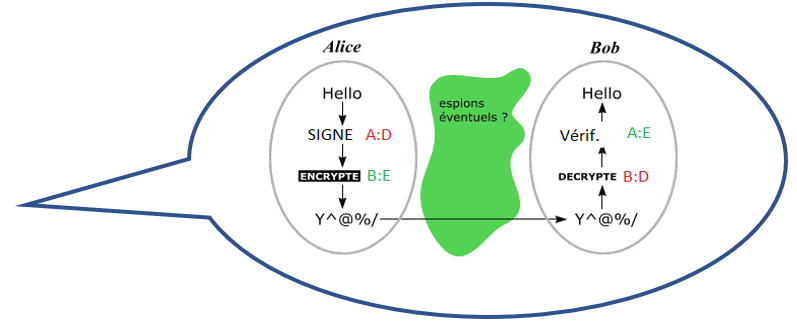 Alice
Hello
SIGNE A:D
ENCRYPTE B:E
Y^@%/
espions
éventuels ?
Bob
Hello
Vérif. A:E
DECRYPTE B:D
Y^@%/